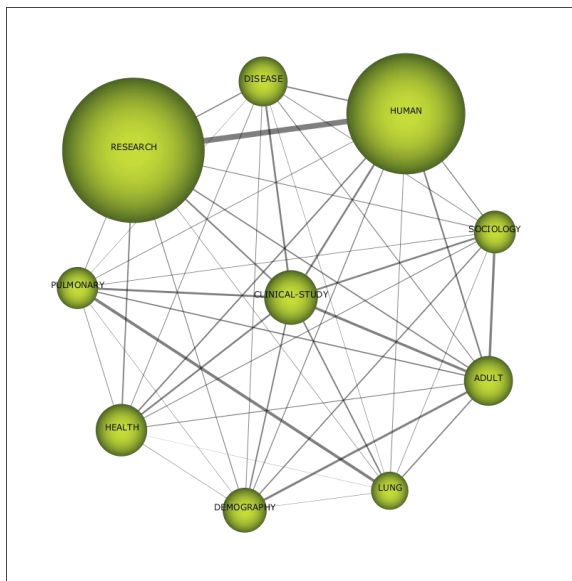 DISEASE
HUMAN
RESEARCH
SOCIOLOGY
PULMONARY
CLINICAL-STUDY
ADULT
HEALTH
LUNG
DEMOGRAPHY